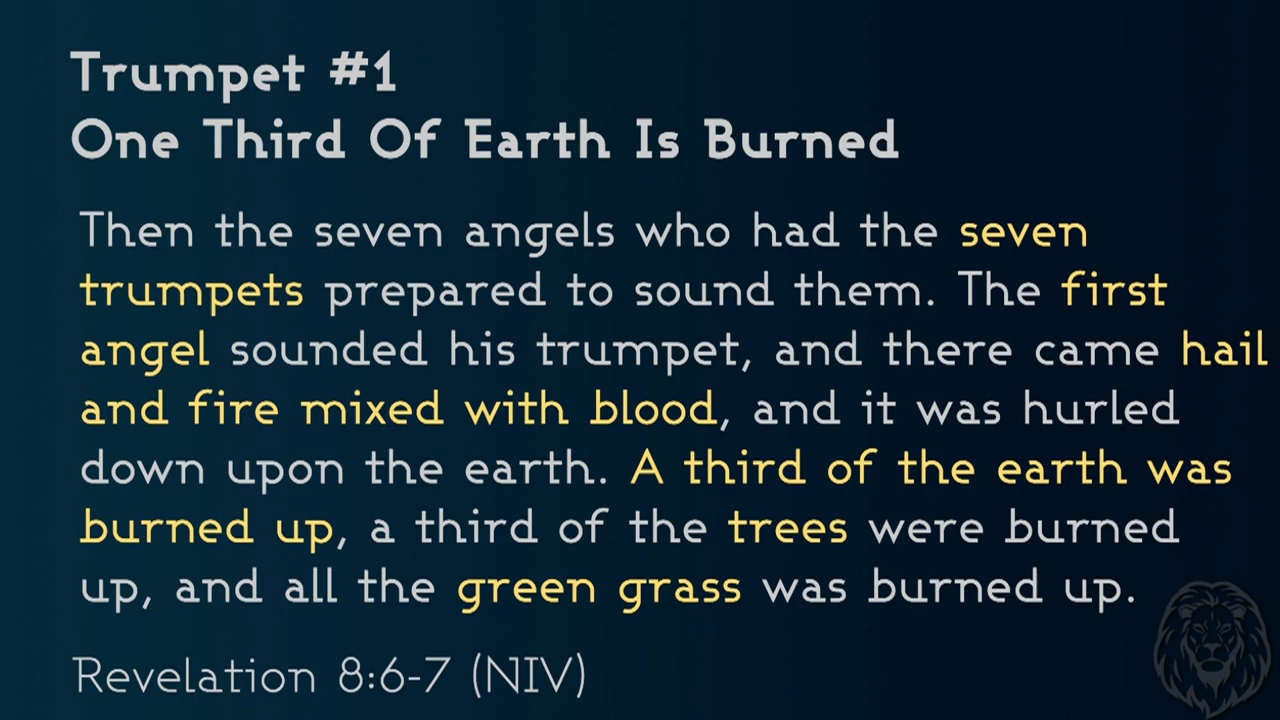 Trumpet #1
One Third Of Earth Is Burned
Then the seven angels who had the seven
trumpets prepared to sound them. The first
angel sounded his trumpet, and there came hail
and fire mixed with blood, and it was hurled
down upon the earth. A third of the earth was
burned up, a third of the trees were burned
up, and all the green grass was burned up.
Revelation 8:6-7 (NIV)